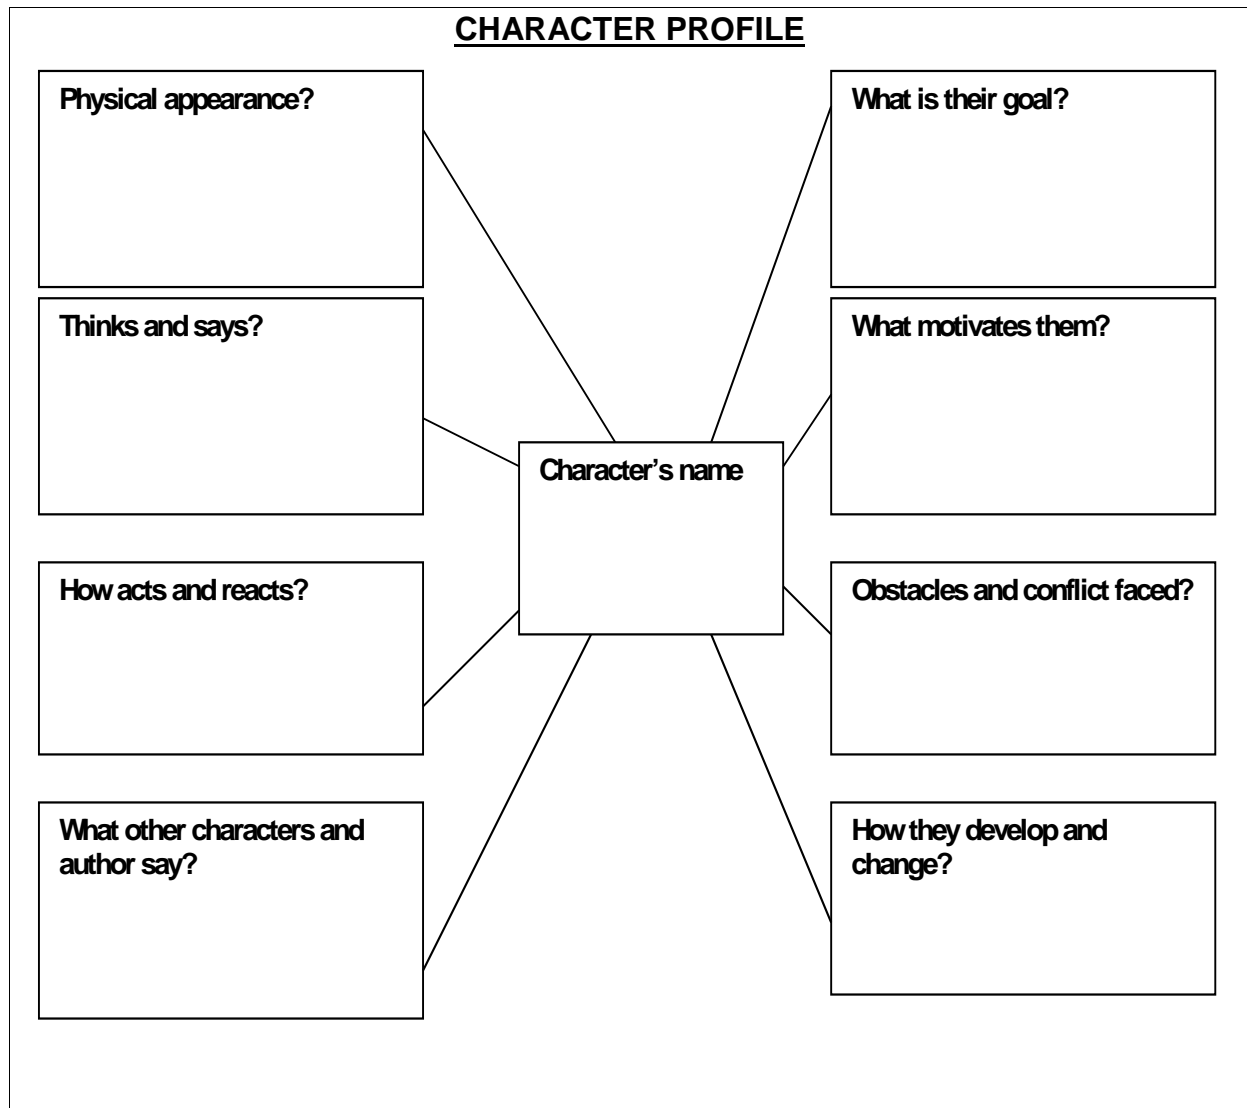 CHARACTER PROFILE
Physical appearance?
What is their goal?
Thinks and says?
What motivates them?
Character’s name
How acts and reacts?
Obstacles and conflict faced?
What other characters and
author say?
How they develop and
change?